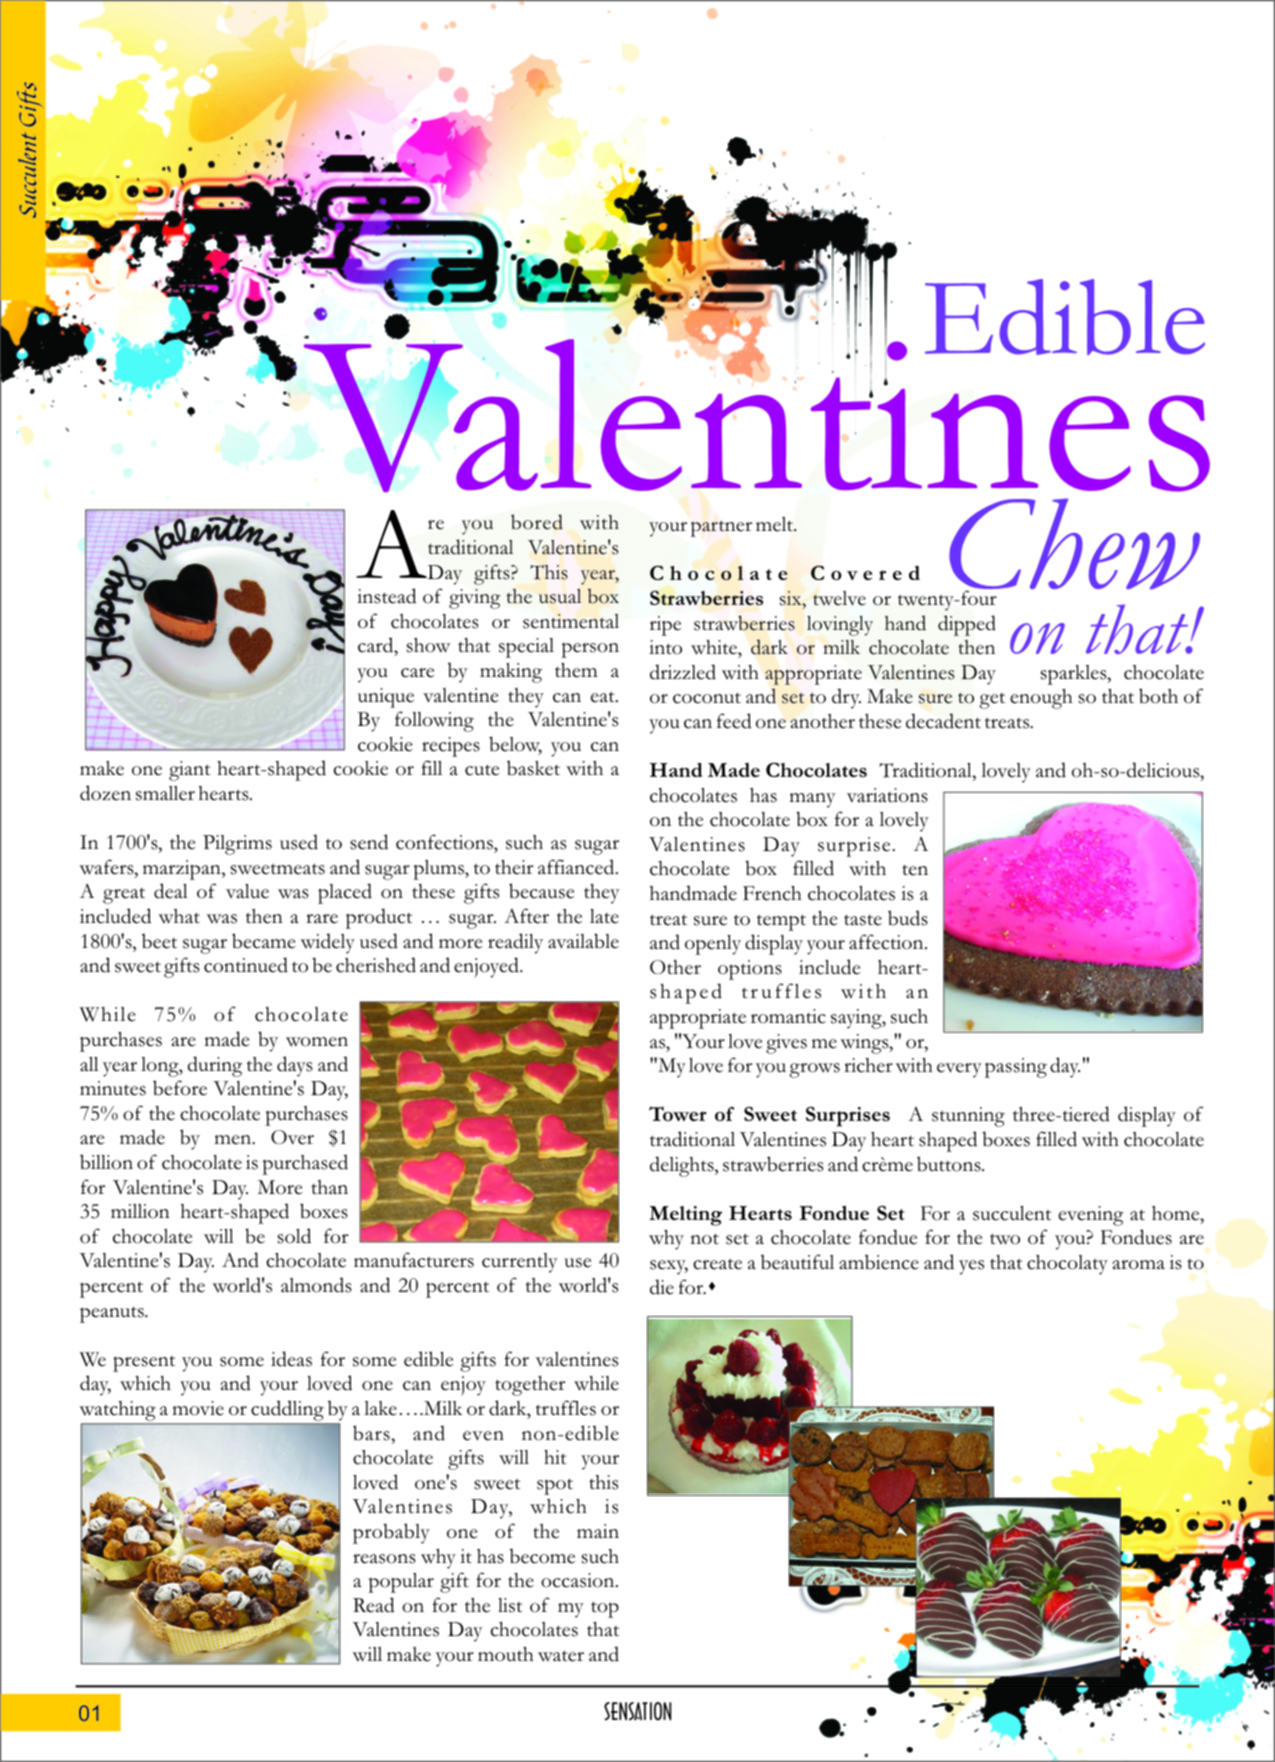 Succulent Gifts
Edible
Valentines
Chew
on that!
Happy Valentine's Day!
Are you bored with
traditional Valentine's
Day gifts? This year,
instead of giving the usual box
of chocolates or sentimental
card, show that special person
you care by making them a
unique valentine they can eat.
By following the Valentine's
cookie recipes below, you can
make one giant heart-shaped cookie or fill a cute basket with a
dozen smaller hearts.
In 1700's, the Pilgrims used to send confections, such as sugar
wafers, marzipan, sweetmeats and sugar plums, to their affianced.
A great deal of value was placed on these gifts because they
included what was then a rare product … sugar. After the late
1800's, beet sugar became widely used and more readily available
and sweet gifts continued to be cherished and enjoyed.
While 75% of chocolate
purchases are made by women
all year long, during the days and
minutes before Valentine's Day,
75% of the chocolate purchases
are made by men. Over $1
billion of chocolate is purchased
for Valentine's Day. More than
35 million heart-shaped boxes
of chocolate will be sold for
Valentine's Day. And chocolate manufacturers currently use 40
percent of the world's almonds and 20 percent of the world's
peanuts.
We present you some ideas for some edible gifts for valentines
day, which you and your loved one can enjoy together while
watching a movie or cuddling by a lake….Milk or dark, truffles or
bars, and even non-edible
chocolate gifts will hit your
loved one's sweet spot this
Valentines Day, which is
probably one of the main
reasons why it has become such
a popular gift for the occasion.
Read on for the list of my top
Valentines Day chocolates that
will make your mouth water and
your partner melt.
Chocolate Covered
Strawberries six, twelve or twenty-four
ripe strawberries lovingly hand dipped
into white, dark or milk chocolate then
drizzled with appropriate Valentines Day sparkles, chocolate
or coconut and set to dry. Make sure to get enough so that both of
you can feed one another these decadent treats.
Hand Made Chocolates Traditional, lovely and oh-so-delicious,
chocolates has many variations
on the chocolate box for a lovely
Valentines Day surprise. A
chocolate box filled with ten
handmade French chocolates is a
treat sure to tempt the taste buds
and openly display your affection.
Other options include heart-
shaped truffles with an
appropriate romantic saying, such
as, "Your love gives me wings," or,
"My love for you grows richer with every passing day."
Tower of Sweet Surprises A stunning three-tiered display of
traditional Valentines Day heart shaped boxes filled with chocolate
delights, strawberries and crème buttons.
Melting Hearts Fondue Set For a succulent evening at home,
why not set a chocolate fondue for the two of you? Fondues are
sexy, create a beautiful ambience and yes that chocolaty aroma is to
die for.♦
01
SENSATION